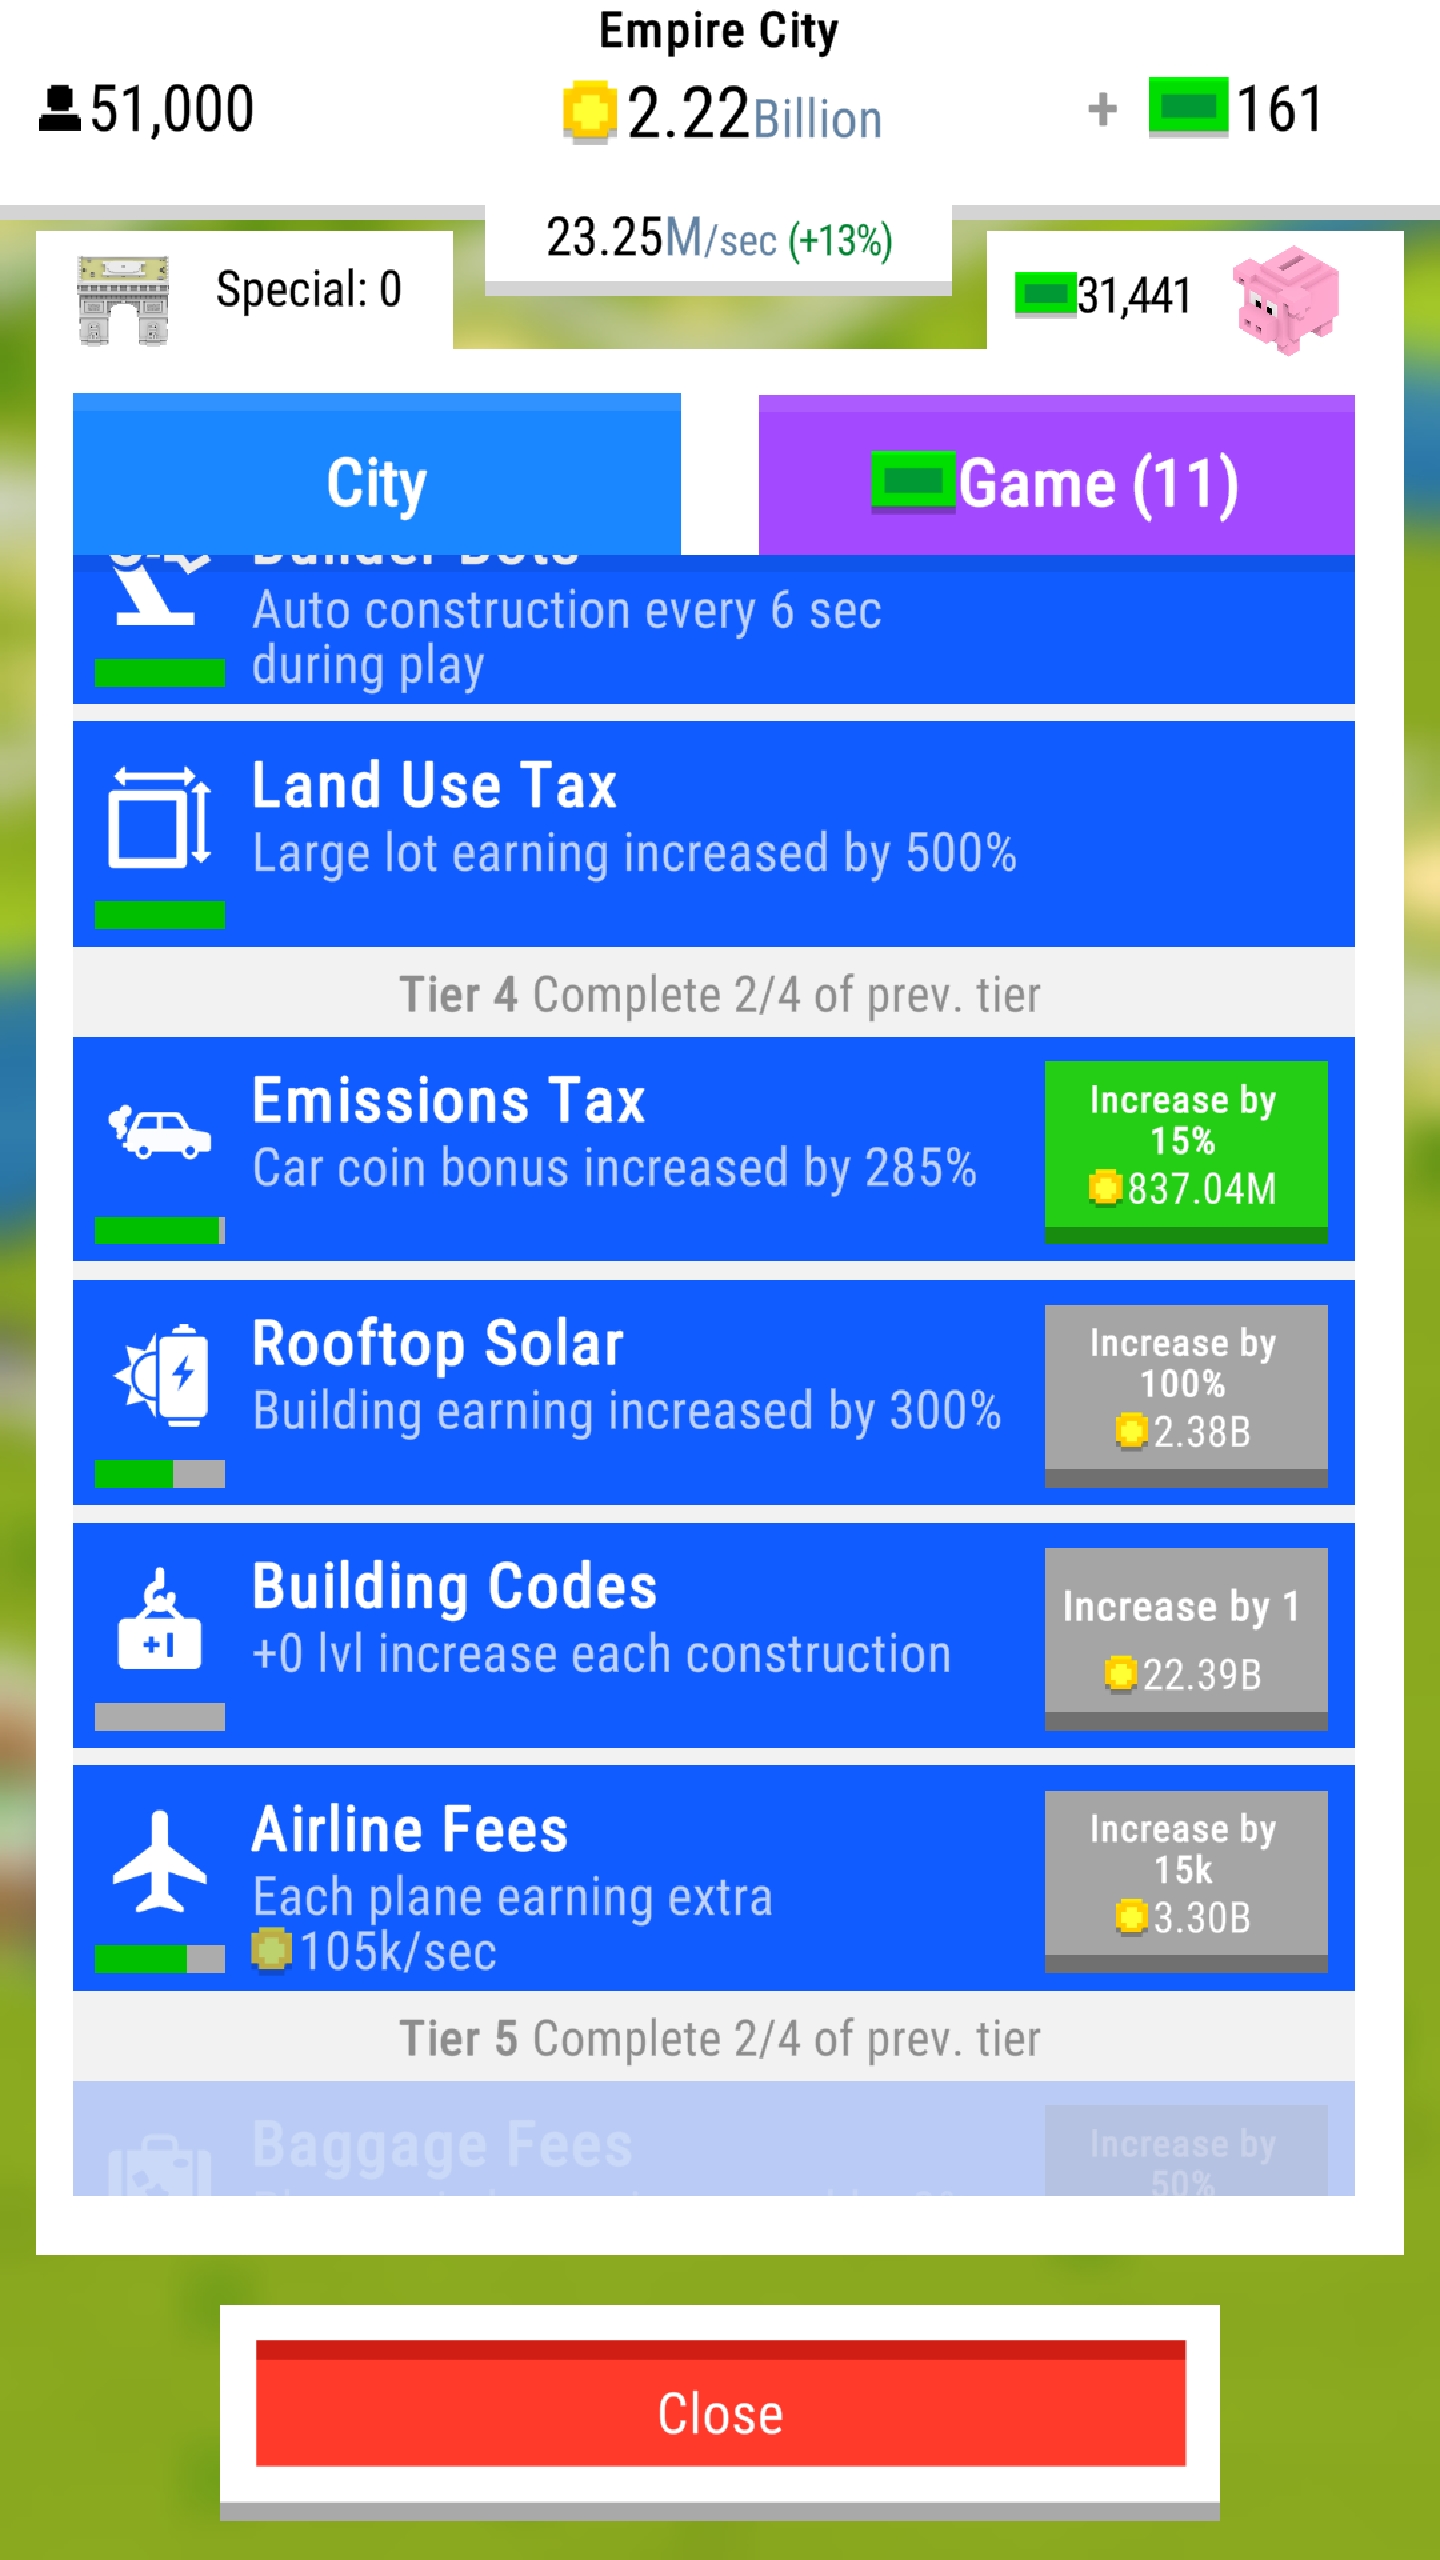 Empire City
51,000
2.22Billion
+ 161
23.25M/sec (+13%)
Special: 0
31,441
City
Game (11)
Builder Bots
Auto construction every 6 sec
during play
Land Use Tax
Large lot earning increased by 500%
Tier 4 Complete 2/4 of prev. tier
Emissions Tax
Car coin bonus increased by 285%
Increase by
15%
837.04M
Rooftop Solar
Building earning increased by 300%
Increase by
100%
2.38B
+1
Building Codes
+0 lvl increase each construction
Increase by 1
22.39B
Airline Fees
Each plane earning extra
105k/sec
Increase by
15k
3.30B
Tier 5 Complete 2/4 of prev. tier
Baggage Fees
Increase by
50%
Close